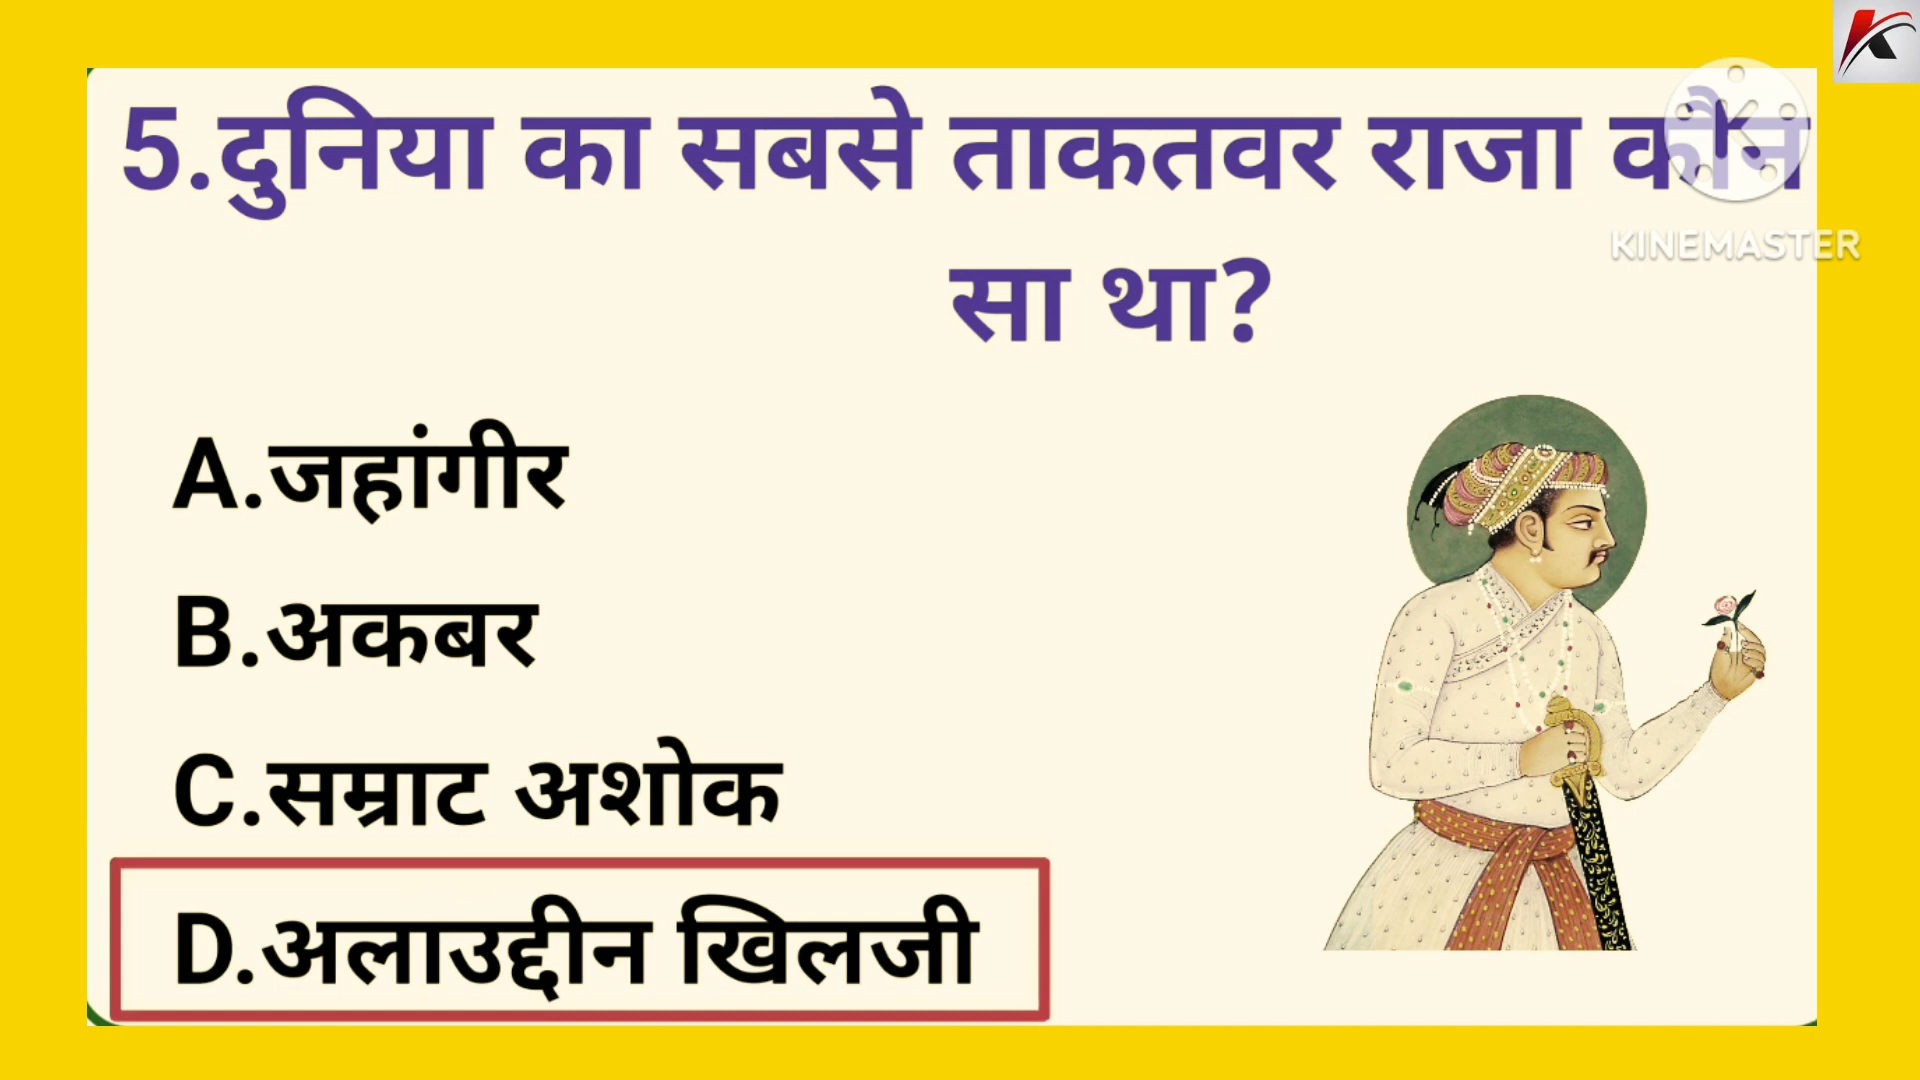 5.दुनिया का सबसे ताकतवर राजा कौन
सा था?
KINEMASTER
A.जहांगीर
B.अकबर
C.सम्राट अशोक
D.अलाउद्दीन खिलजी